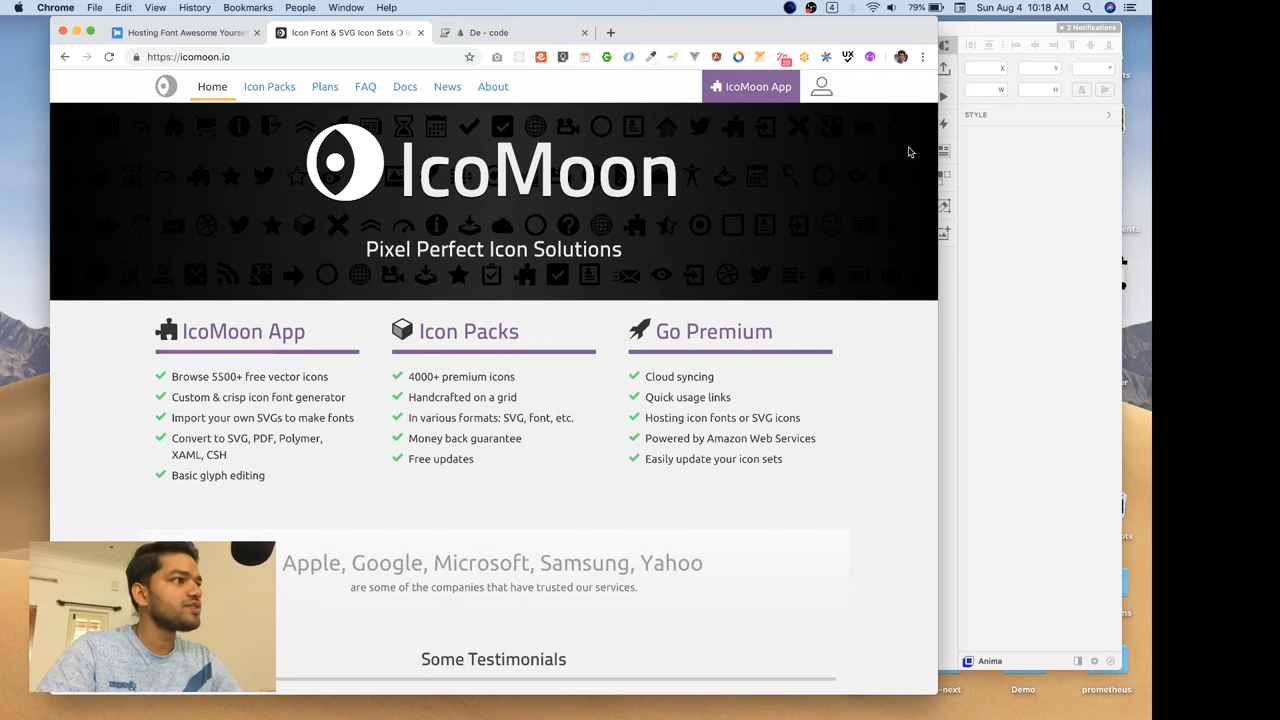 Chrome File Edit View History Bookmarks People Window Help 4 79% Sun Aug 4 10:18 AM
2 Notifications
Hosting Font Awesome Yourse
Icon Font & SVG Icon Sets
De - code
https://icomoon.io
20
UX
Home Icon Packs Plans FAQ Docs News About IcoMoon App
X Y °
W H
STYLE
IcoMoon
Pixel Perfect Icon Solutions
IcoMoon App
Browse 5500+ free vector icons
Custom & crisp icon font generator
Import your own SVGs to make fonts
Convert to SVG, PDF, Polymer,
XAML, CSH
Basic glyph editing
Icon Packs
4000+ premium icons
Handcrafted on a grid
In various formats: SVG, font, etc.
Money back guarantee
Free updates
Go Premium
Cloud syncing
Quick usage links
Hosting icon fonts or SVG icons
Powered by Amazon Web Services
Easily update your icon sets
Apple, Google, Microsoft, Samsung, Yahoo
are some of the companies that have trusted our services.
Some Testimonials
Anima
-next Demo prometheus